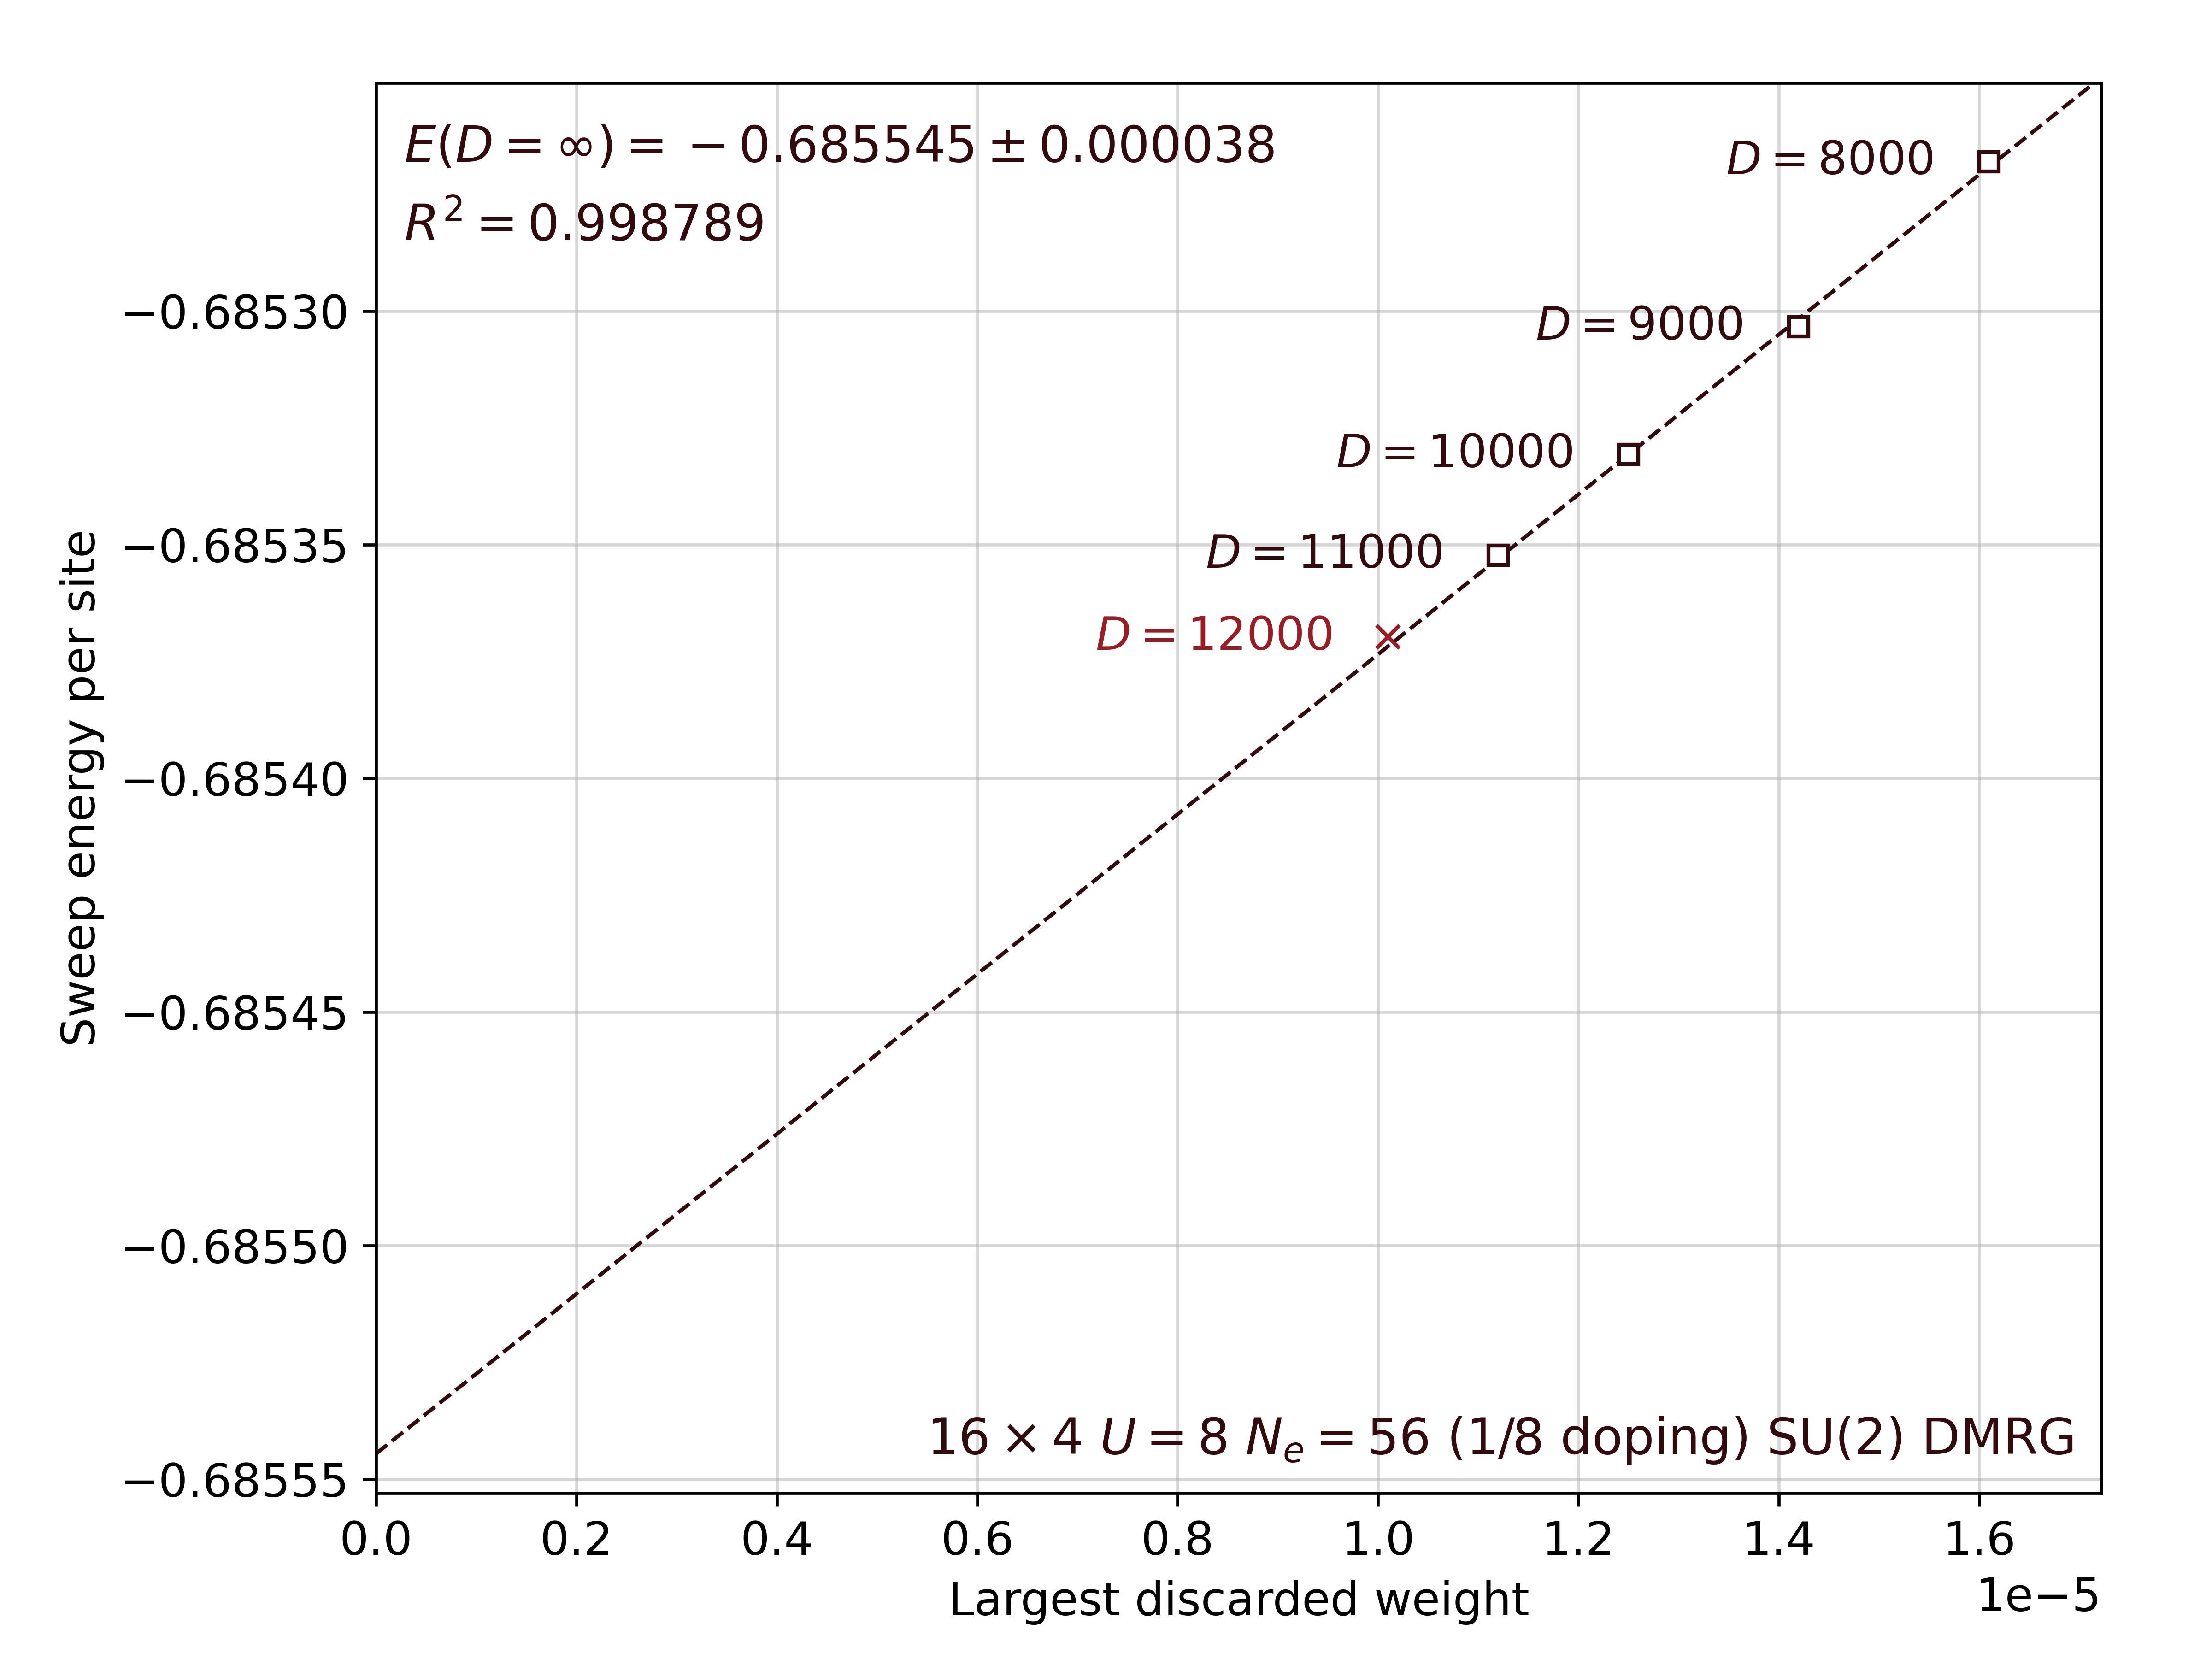 E(D = ∞) = − 0.685545 ± 0.000038
R² = 0.998789
D = 8000
D = 9000
D = 10000
D = 11000
D = 12000
16 × 4 U = 8 Nₑ = 56 (1/8 doping) SU(2) DMRG
Sweep energy per site
−0.68530
−0.68535
−0.68540
−0.68545
−0.68550
−0.68555
0.0 0.2 0.4 0.6 0.8 1.0 1.2 1.4 1.6
1e−5
Largest discarded weight